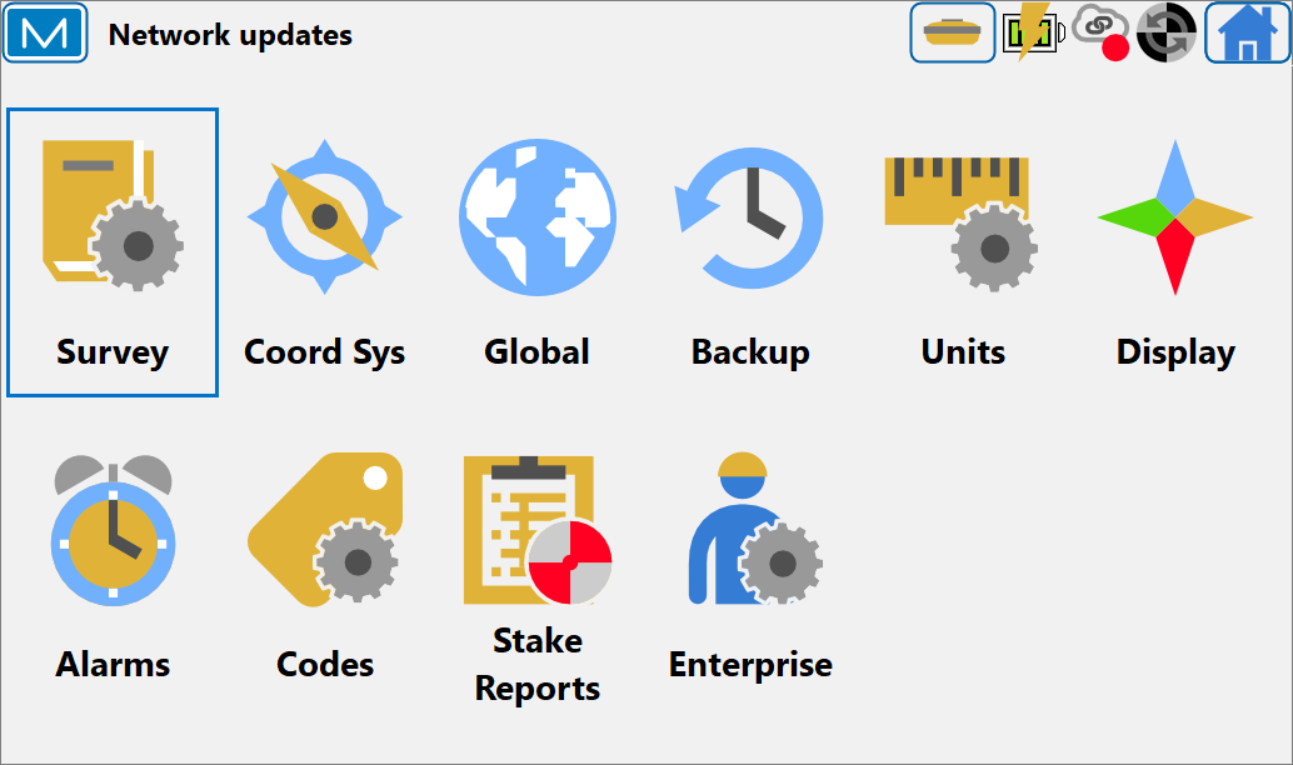 Network updates
Survey
Coord Sys
Global
Backup
Units
Display
Alarms
Codes
Stake
Reports
Enterprise